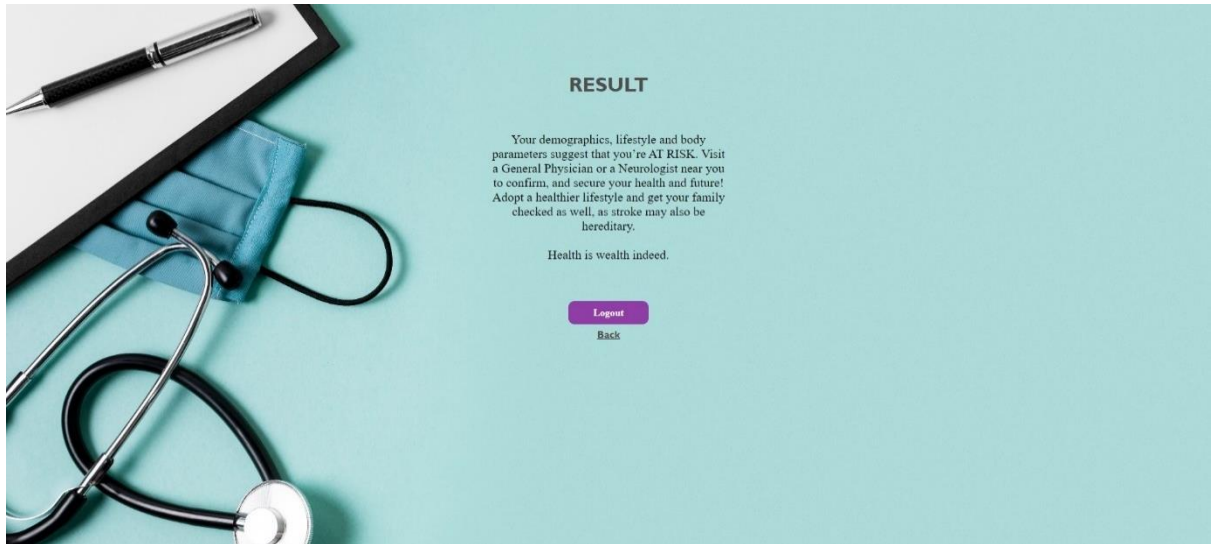 RESULT
Your demographics, lifestyle and body
parameters suggest that you're AT RISK. Visit
a General Physician or a Neurologist near you
to confirm, and secure your health and future!
Adopt a healthier lifestyle and get your family
checked as well, as stroke may also be
hereditary.
Health is wealth indeed.
Logout
Back